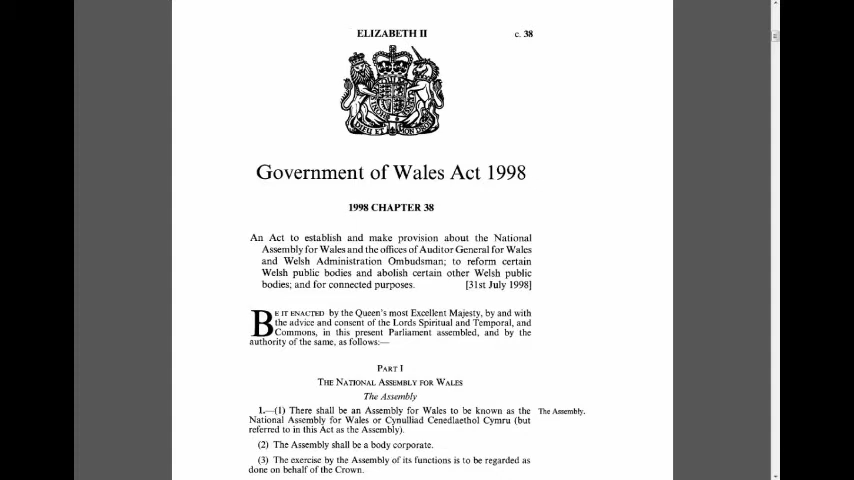 ELIZABETH II c. 38
DIEU ET MON DROIT
Government of Wales Act 1998
1998 CHAPTER 38
An Act to establish and make provision about the National
Assembly for Wales and the offices of Auditor General for Wales
and Welsh Administration Ombudsman; to reform certain
Welsh public bodies and abolish certain other Welsh public
bodies; and for connected purposes. [31st July 1998]
BE IT ENACTED by the Queen's most Excellent Majesty, by and with
the advice and consent of the Lords Spiritual and Temporal, and
Commons, in this present Parliament assembled, and by the
authority of the same, as follows:—
PART I
THE NATIONAL ASSEMBLY FOR WALES
The Assembly
1.—(1) There shall be an Assembly for Wales to be known as the The Assembly.
National Assembly for Wales or Cynulliad Cenedlaethol Cymru (but
referred to in this Act as the Assembly).
(2) The Assembly shall be a body corporate.
(3) The exercise by the Assembly of its functions is to be regarded as
done on behalf of the Crown.